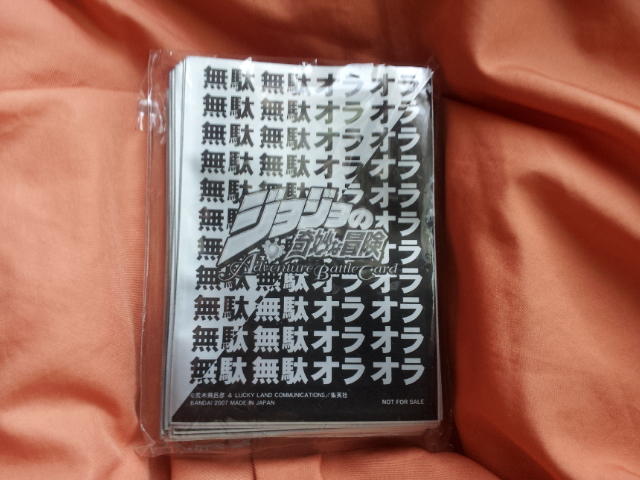 無駄 無駄 オラ オラ
無駄 無駄 オラ オラ
無駄 無駄 オラ オラ
無駄 無駄 オラ オラ
無駄 無駄 オラ オラ
無駄 無駄 オラ オラ
ジョジョの
奇妙な冒険
Adventure Battle Card
無駄 無駄 オラ オラ
無駄 無駄 オラ オラ
無駄 無駄 オラ オラ
無駄 無駄 オラ オラ
©荒木飛呂彦 & LUCKY LAND COMMUNICATIONS/集英社
BANDAI 2007 MADE IN JAPAN
NOT FOR SALE